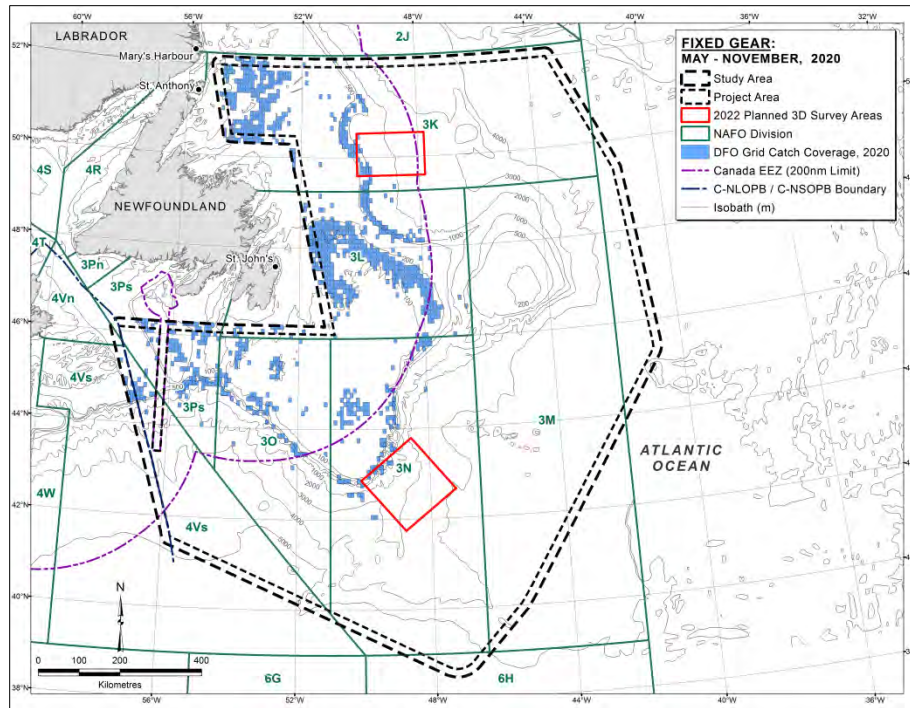 56°W
52°W
48°W
44°W
40°W
52°N
LABRADOR
2J
Mary's Harbour
St. Anthony
FIXED GEAR:
MAY - NOVEMBER, 2020
Study Area
Project Area
2022 Planned 3D Survey Areas
NAFO Division
DFO Grid Catch Coverage, 2020
Canada EEZ (200nm Limit)
C-NLOPB / C-NSOPB Boundary
Isobath (m)
50°N
3K
4000
4S
4R
3000
NEWFOUNDLAND
48°N
4T
3Pn
St. John's
3L
1000
500
200
4Vn
3Ps
46°N
4Vs
44°N
3Ps
3O
3M
3N
ATLANTIC
OCEAN
4W
42°N
4Vs
40°N
N
0 100 200 400
Kilometres
38°N
6G
6H
56°W
52°W
48°W
44°W
40°W
36°W